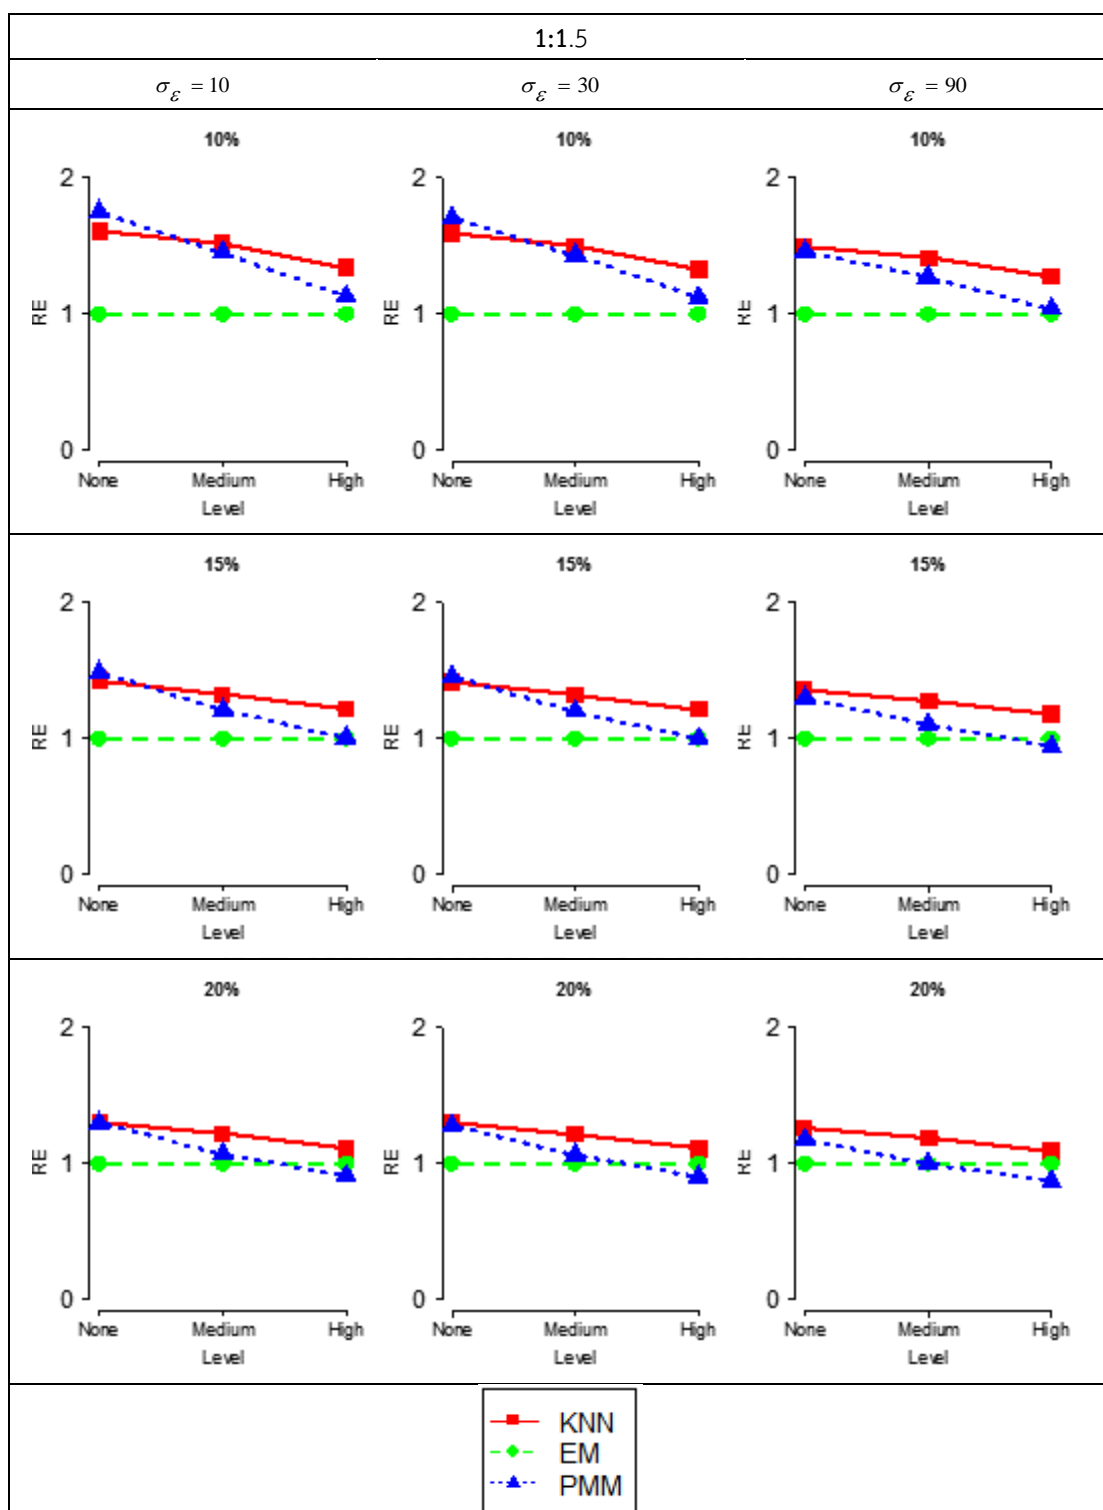 1:1.5
σε = 10 σε = 30 σε = 90
10% 10% 10%
2 2 2
RE 1 RE 1 RE 1
0 0 0
None Medium High None Medium High None Medium High
Level Level Level
15% 15% 15%
2 2 2
RE 1 RE 1 RE 1
0 0 0
None Medium High None Medium High None Medium High
Level Level Level
20% 20% 20%
2 2 2
RE 1 RE 1 RE 1
0 0 0
None Medium High None Medium High None Medium High
Level Level Level
KNN
EM
PMM